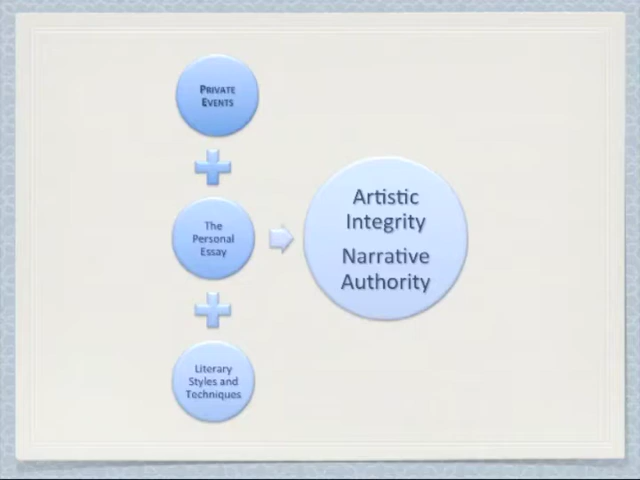 PRIVATE
EVENTS
The
Personal
Essay
Literary
Styles and
Techniques
Artistic
Integrity
Narrative
Authority